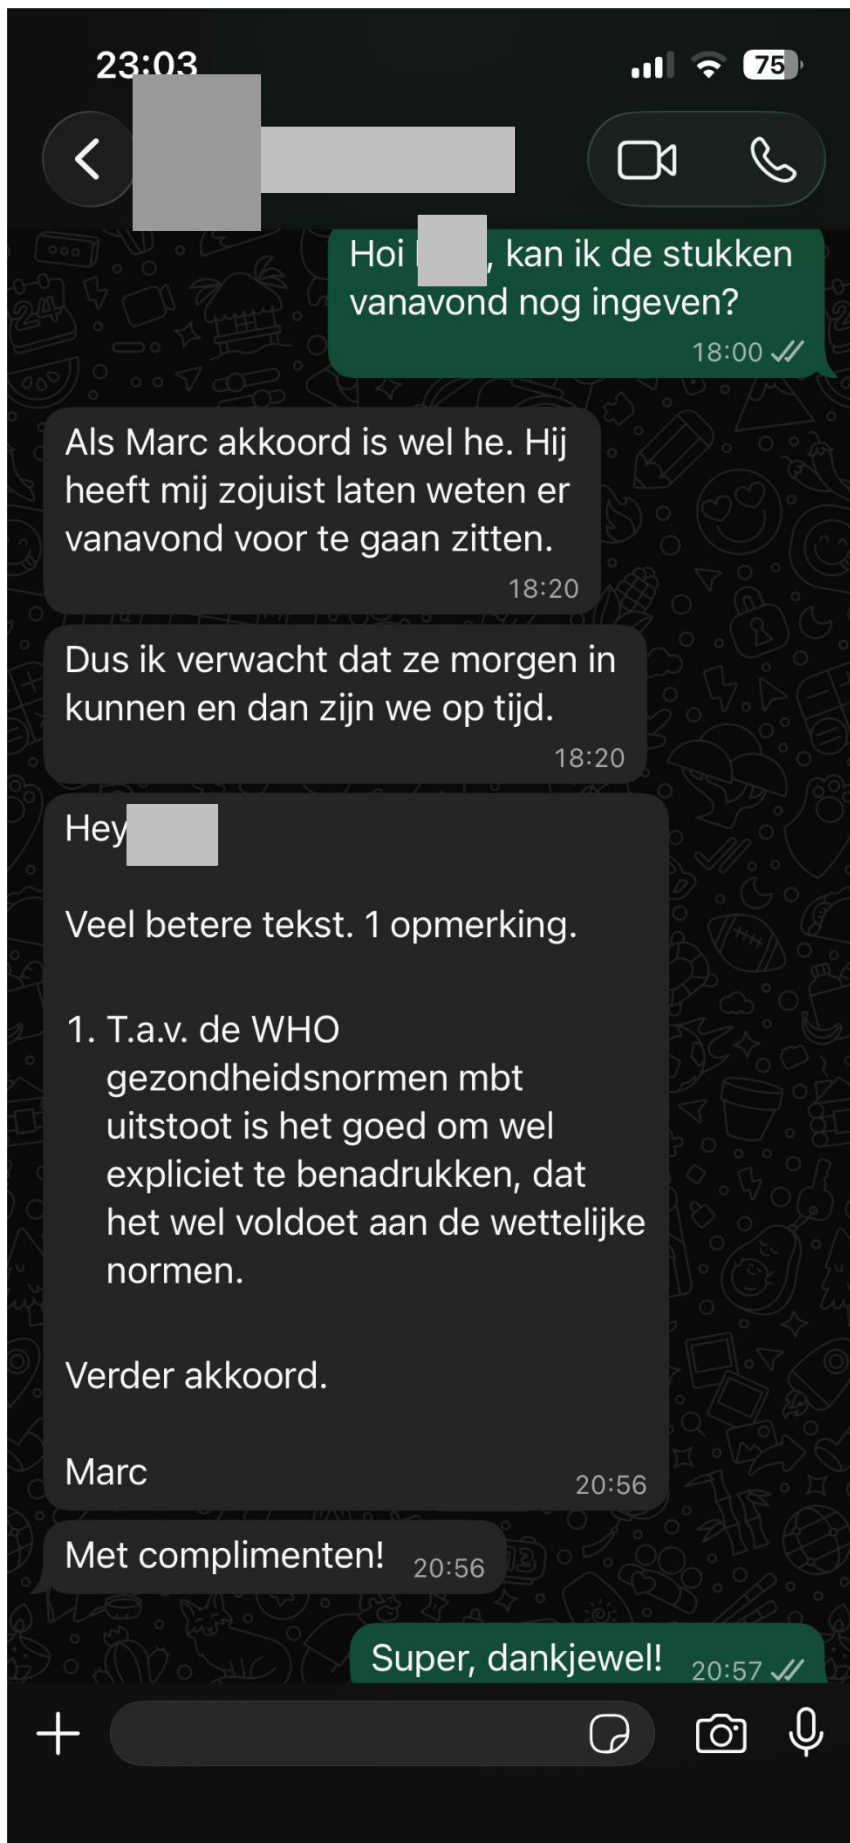 23:03
75
Hoi , kan ik de stukken
vanavond nog ingeven?
18:00
Als Marc akkoord is wel he. Hij
heeft mij zojuist laten weten er
vanavond voor te gaan zitten.
18:20
Dus ik verwacht dat ze morgen in
kunnen en dan zijn we op tijd.
18:20
Hey
Veel betere tekst. 1 opmerking.
1. T.a.v. de WHO
gezondheidsnormen mbt
uitstoot is het goed om wel
expliciet te benadrukken, dat
het wel voldoet aan de wettelijke
normen.
Verder akkoord.
Marc
20:56
Met complimenten! 20:56
Super, dankjewel! 20:57